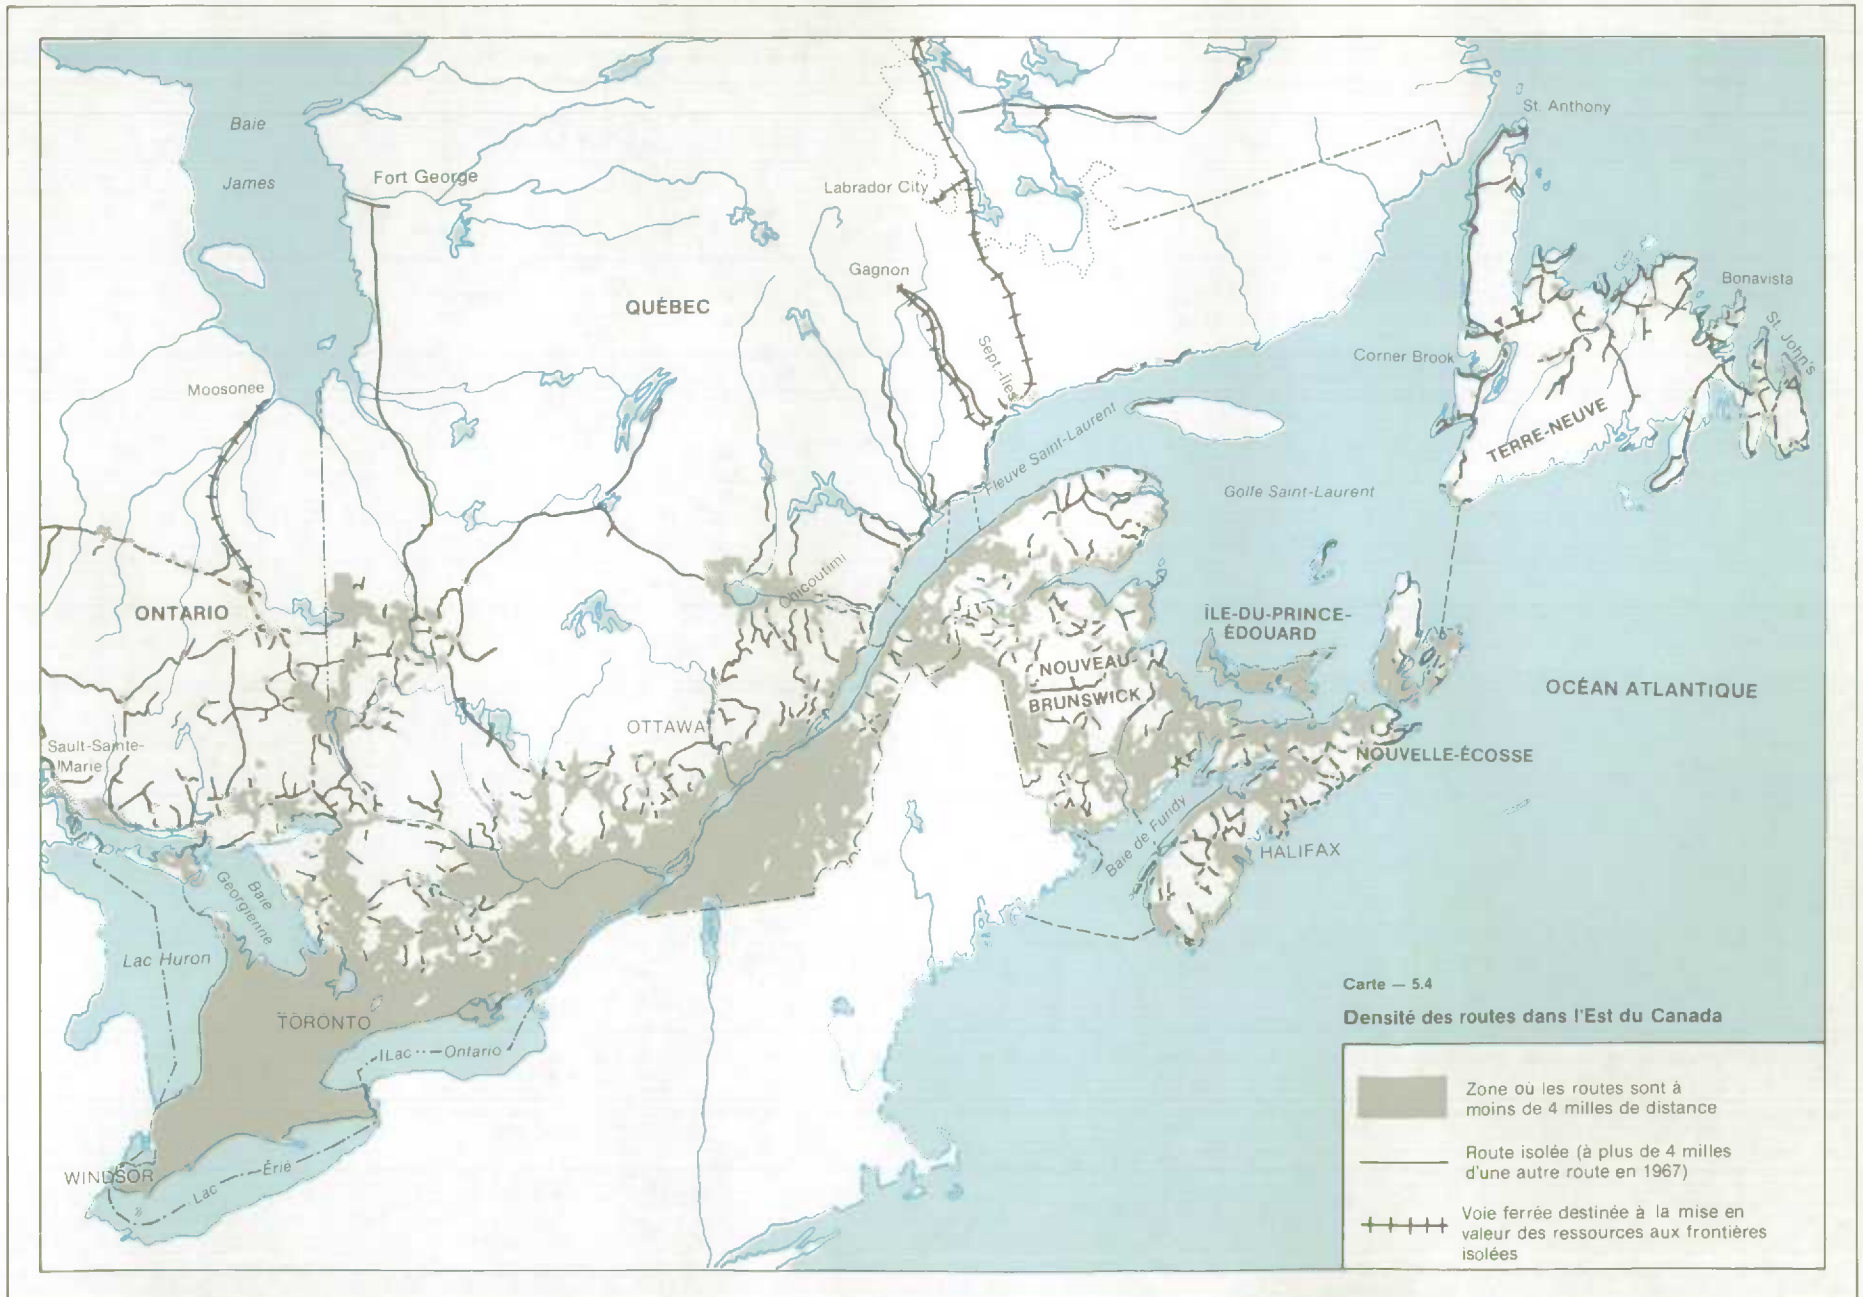 Baie
James
Fort George
Labrador City
St. Anthony
Gagnon
QUÉBEC
Bonavista
St. John's
Sept.-Îles
Corner Brook
Moosonee
TERRE-NEUVE
Fleuve Saint-Laurent
Golfe Saint-Laurent
Chicoutimi
ONTARIO
ÎLE-DU-PRINCE-
ÉDOUARD
NOUVEAU-
BRUNSWICK
OCÉAN ATLANTIQUE
OTTAWA
Sault-Sainte-
Marie
NOUVELLE-ÉCOSSE
Baie de Fundy
HALIFAX
Baie
Georgienne
Lac Huron
TORONTO
Lac Ontario
WINDSOR
Lac Érié
Carte — 5.4
Densité des routes dans l'Est du Canada
Zone où les routes sont à
moins de 4 milles de distance
Route isolée (à plus de 4 milles
d'une autre route en 1967)
Voie ferrée destinée à la mise en
valeur des ressources aux frontières
isolées